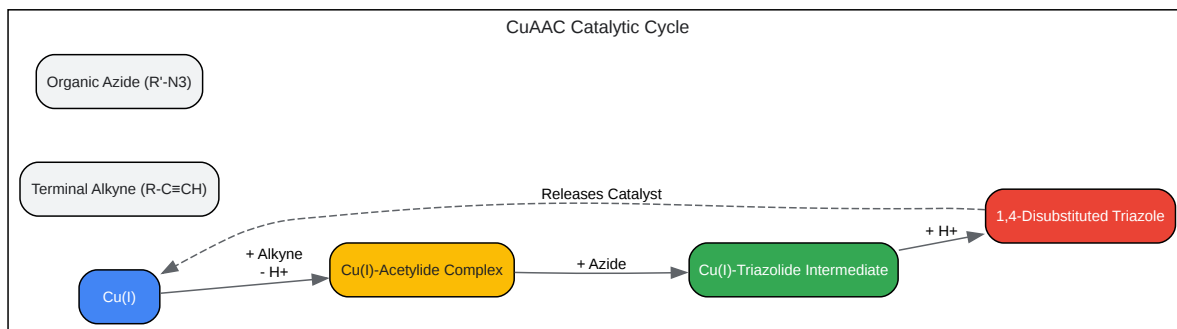 CuAAC Catalytic Cycle
Organic Azide (R'-N3)
Terminal Alkyne (R-C≡CH)
Releases Catalyst
1,4-Disubstituted Triazole
+ H+
+ Alkyne
- H+
Cu(I)-Acetylide Complex
+ Azide
Cu(I)-Triazolide Intermediate
Cu(I)